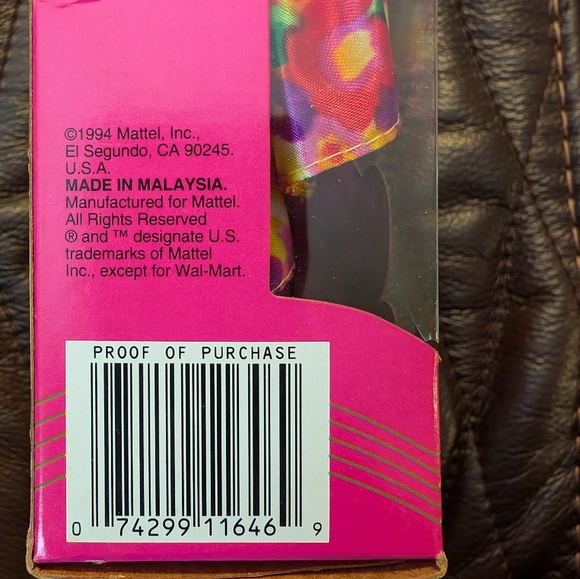 ©1994 Mattel, Inc.,
El Segundo, CA 90245.
U.S.A.
MADE IN MALAYSIA.
Manufactured for Mattel.
All Rights Reserved
® and ™ designate U.S.
trademarks of Mattel
Inc., except for Wal-Mart.
PROOF OF PURCHASE
0 74299 11646 9